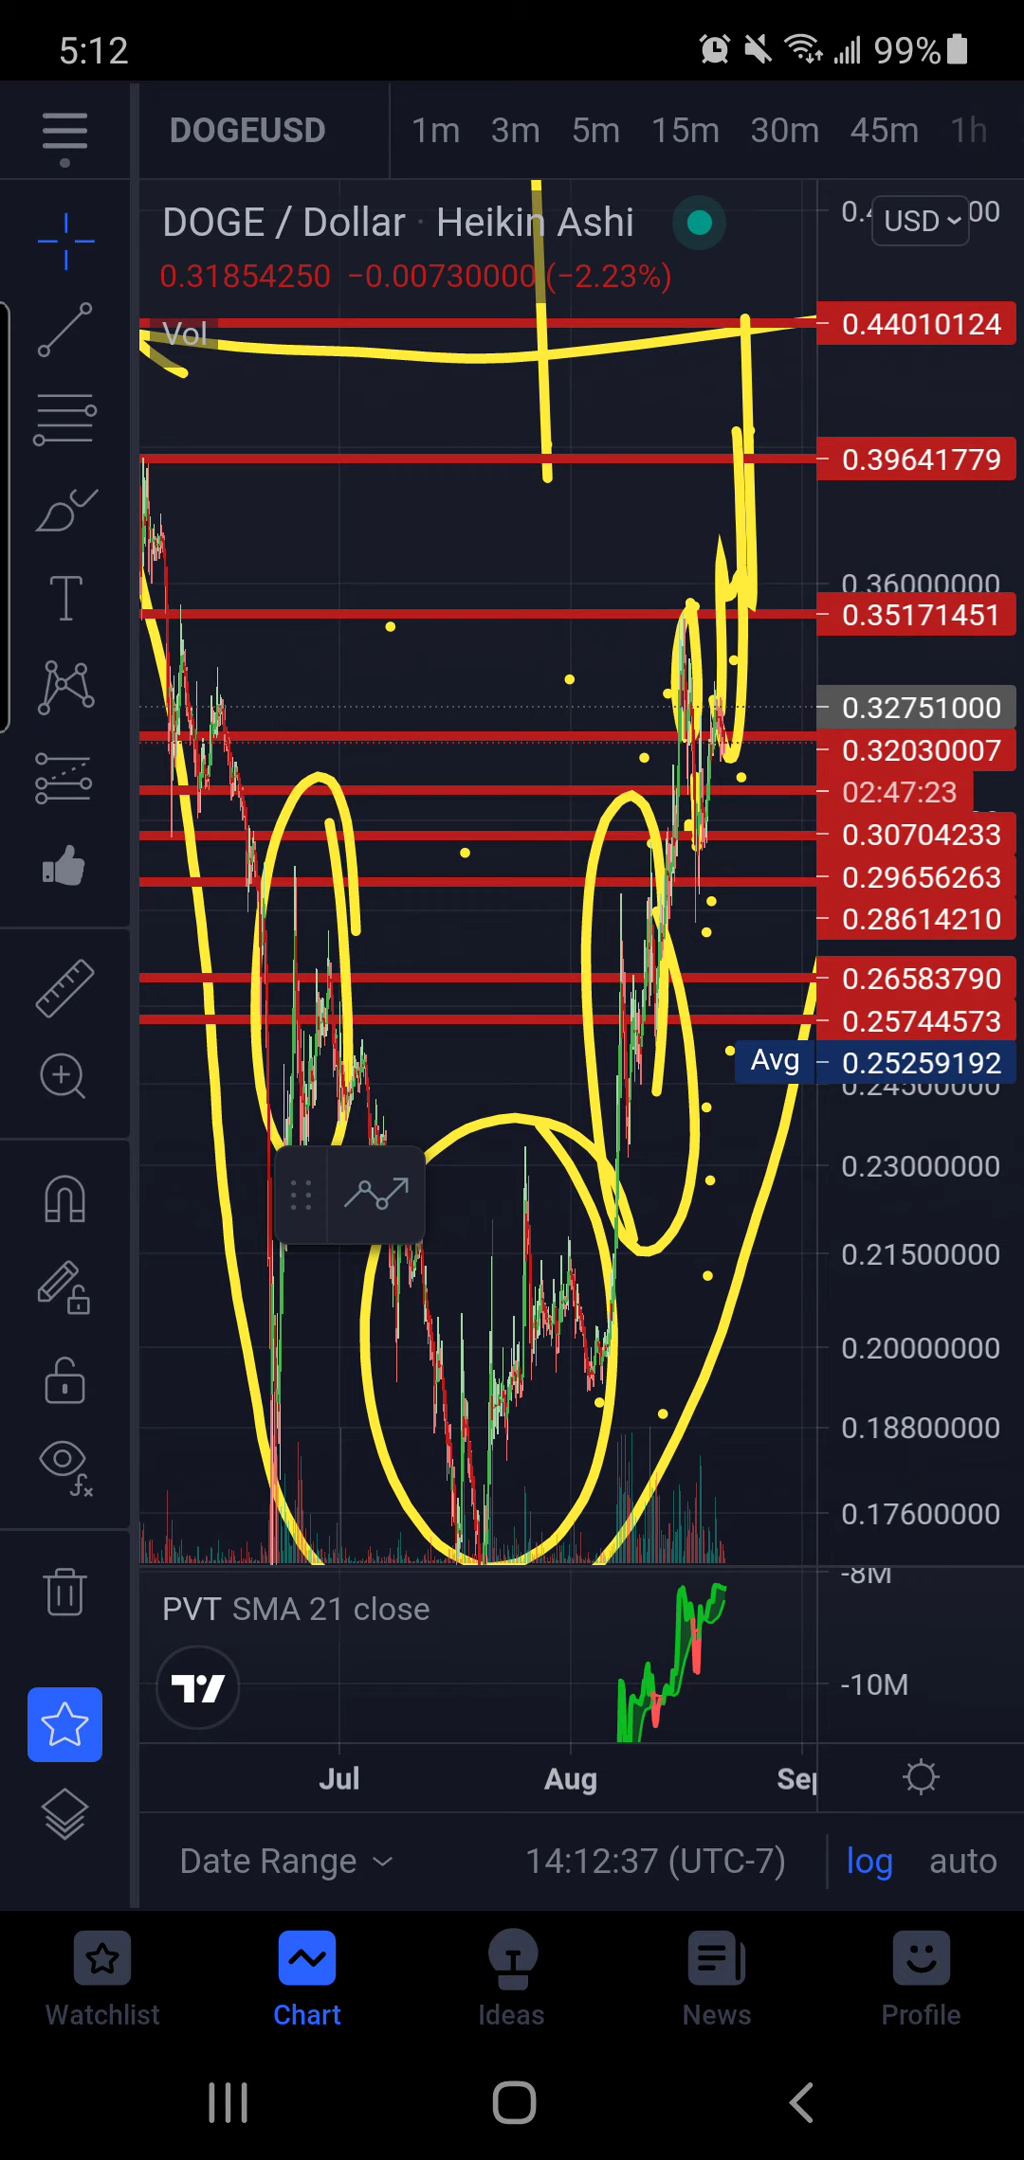 5:12
99%
DOGEUSD 1m 3m 5m 15m 30m 45m 1h
DOGE / Dollar · Heikin Ashi
USD
0.31854250 −0.00730000 (−2.23%)
Vol
0.44010124
0.39641779
0.36000000
0.35171451
0.32751000
0.32030007
02:47:23
0.30704233
0.29656263
0.28614210
0.26583790
0.25744573
Avg 0.25259192
0.24500000
0.23000000
0.21500000
0.20000000
0.18800000
0.17600000
-8M
PVT SMA 21 close
-10M
Jul Aug Sep
Date Range 14:12:37 (UTC-7) log auto
Watchlist Chart Ideas News Profile